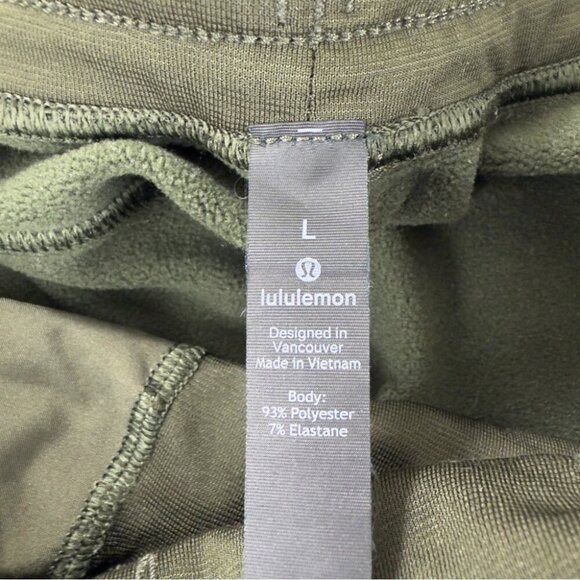 L
lululemon
Designed in
Vancouver
Made in Vietnam
Body:
93% Polyester
7% Elastane